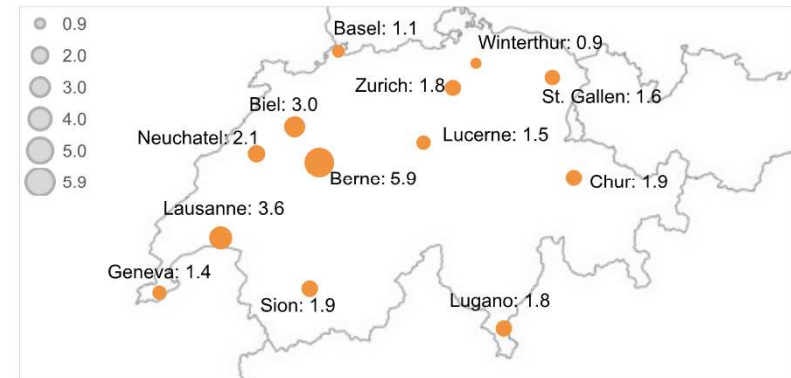 0.9
2.0
3.0
4.0
5.0
5.9
Basel: 1.1
Winterthur: 0.9
Zurich: 1.8
St. Gallen: 1.6
Biel: 3.0
Neuchatel: 2.1
Lucerne: 1.5
Berne: 5.9
Chur: 1.9
Lausanne: 3.6
Geneva: 1.4
Sion: 1.9
Lugano: 1.8